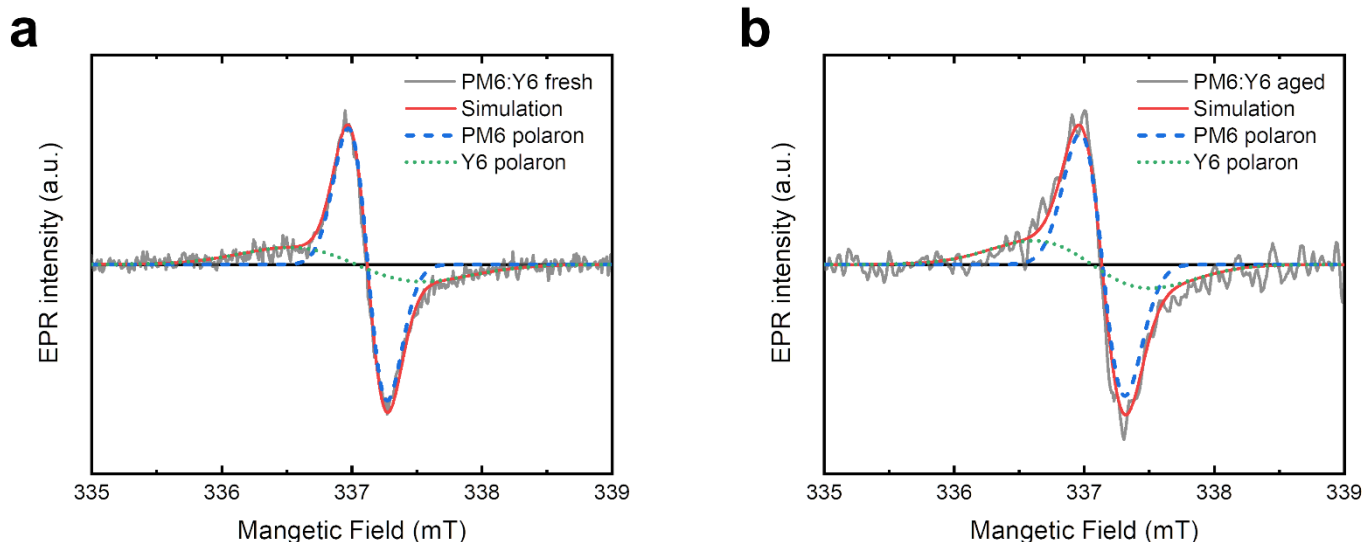 a
PM6:Y6 fresh
Simulation
PM6 polaron
Y6 polaron
EPR intensity (a.u.)
335
336
337
338
339
Mangetic Field (mT)
b
PM6:Y6 aged
Simulation
PM6 polaron
Y6 polaron
EPR intensity (a.u.)
335
336
337
338
339
Mangetic Field (mT)